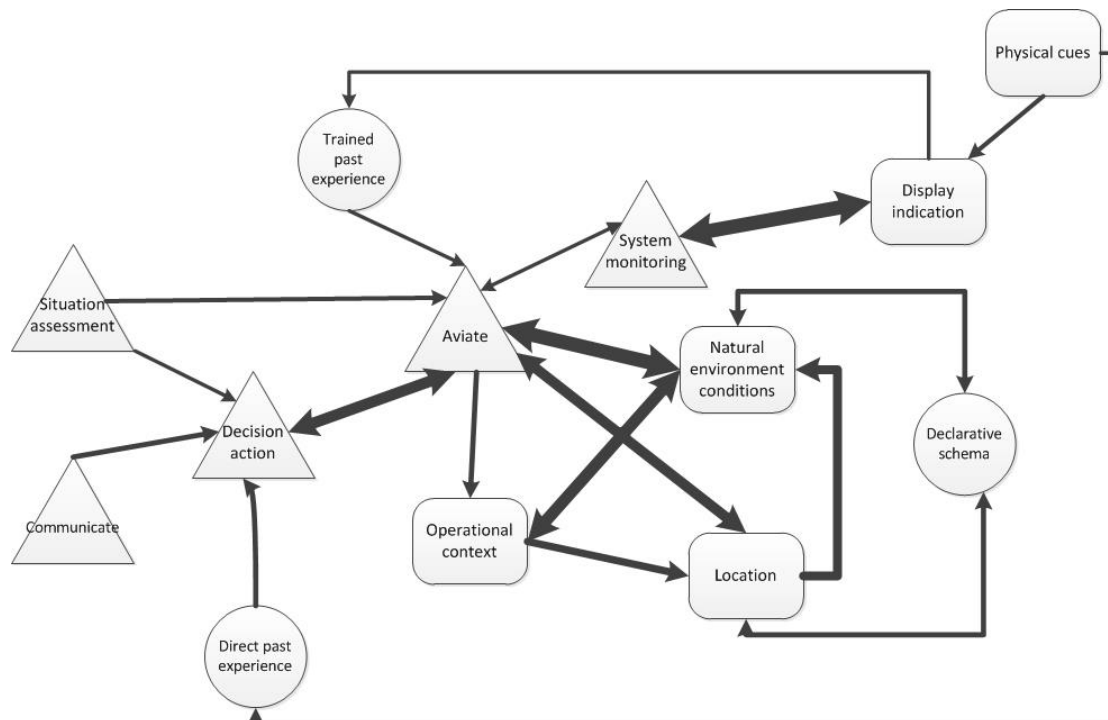 Physical cues
Trained
past
experience
Display
indication
System
monitoring
Situation
assessment
Aviate
Natural
environment
conditions
Decision
action
Declarative
schema
Communicate
Operational
context
Location
Direct past
experience